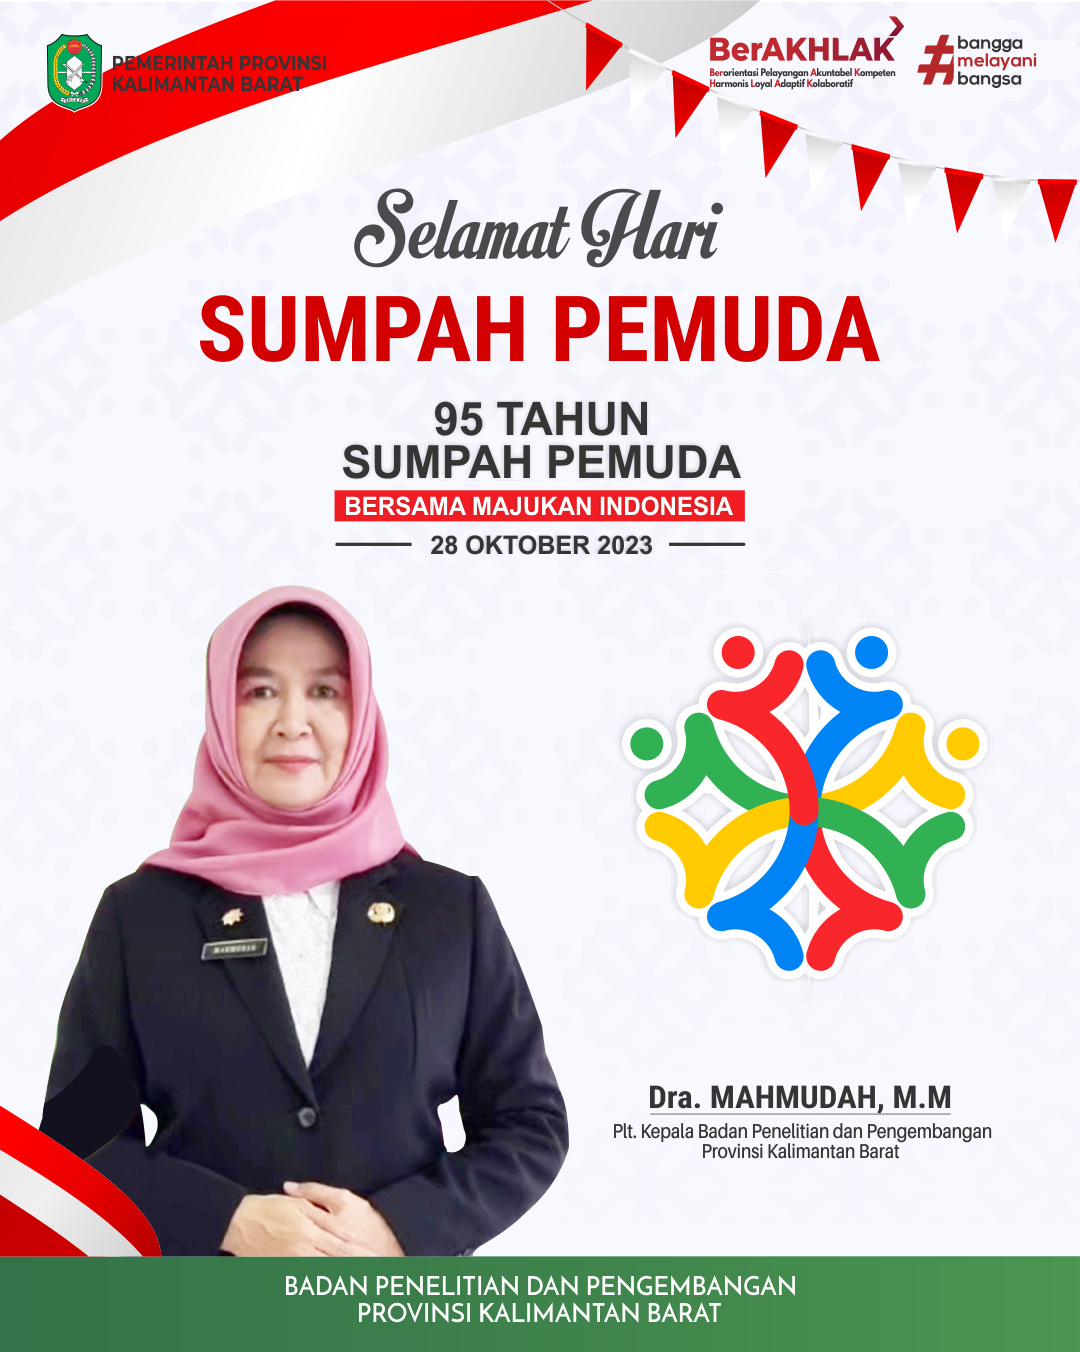 PEMERINTAH PROVINSI
KALIMANTAN BARAT
BerAKHLAK
Berorientasi Pelayangan Akuntabel Kompeten
Harmonis Loyal Adaptif Kolaboratif
#bangga
melayani
bangsa
Selamat Hari
SUMPAH PEMUDA
95 TAHUN
SUMPAH PEMUDA
BERSAMA MAJUKAN INDONESIA
28 OKTOBER 2023
MAHMUDAH
Dra. MAHMUDAH, M.M
Plt. Kepala Badan Penelitian dan Pengembangan
Provinsi Kalimantan Barat
BADAN PENELITIAN DAN PENGEMBANGAN
PROVINSI KALIMANTAN BARAT